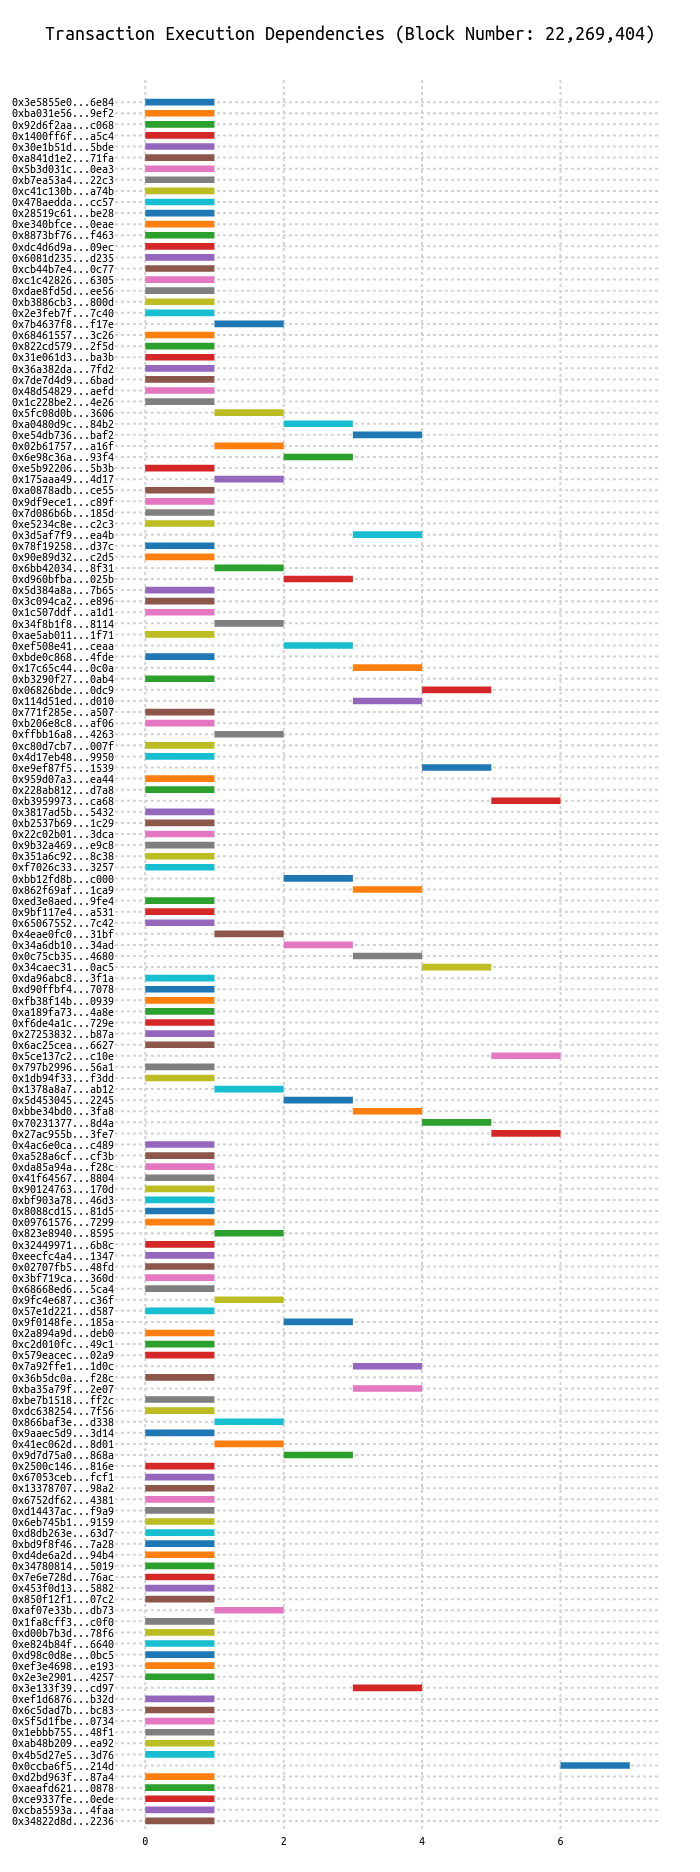 Transaction Execution Dependencies (Block Number: 22,269,404)
0x3e5855e0...6e84
0xba031e56...9ef2
0x92d6f2aa...c068
0x1400ff6f...a5c4
0x30e1b51d...5bde
0xa841d1e2...71fa
0x5b3d031c...0ea3
0xb7ea53a4...22c3
0xc41c130b...a74b
0x478aedda...cc57
0x28519c61...be28
0xe340bfce...0eae
0x8873bf76...f463
0xdc4d6d9a...09ec
0x6081d235...d235
0xcb44b7e4...0c77
0xc1c42826...6305
0xdae8fd5d...ee56
0xb3886cb3...800d
0x2e3feb7f...7c40
0x7b4637f8...f17e
0x68461557...3c26
0x822cd579...2f5d
0x31e061d3...ba3b
0x36a382da...7fd2
0x7de7d4d9...6bad
0x48d54829...aefd
0x1c228be2...4e26
0x5fc08d0b...3606
0xa0480d9c...84b2
0xe54db736...baf2
0x02b61757...a16f
0x6e98c36a...93f4
0xe5b92206...5b3b
0x175aaa49...4d17
0xa0878adb...ce55
0x9df9ece1...c89f
0x7d086b6b...185d
0xe5234c8e...c2c3
0x3d5af7f9...ea4b
0x78f19258...d37c
0x90e89d32...c2d5
0x6bb42034...8f31
0xd960bfba...025b
0x5d384a8a...7b65
0x3c094ca2...e896
0x1c507ddf...a1d1
0x34f8b1f8...8114
0xae5ab011...1f71
0xef508e41...ceaa
0xbde0c868...4fde
0x17c65c44...0c0a
0xb3290f27...0ab4
0x06826bde...0dc9
0x114d51ed...d010
0x771f285e...a507
0xb206e8c8...af06
0xffbb16a8...4263
0xc80d7cb7...007f
0x4d17eb48...9950
0xe9ef87f5...1539
0x959d07a3...ea44
0x228ab812...d7a8
0xb3959973...ca68
0x3817ad5b...5432
0xb2537b69...1c29
0x22c02b01...3dca
0x9b32a469...e9c8
0x351a6c92...8c38
0xf7026c33...3257
0xbb12fd8b...c000
0x862f69af...1ca9
0xed3e8aed...9fe4
0x9bf117e4...a531
0x65067552...7c42
0x4eae0fc0...31bf
0x34a6db10...34ad
0x0c75cb35...4680
0x34caec31...0ac5
0xda96abc8...3f1a
0xd90ffbf4...7078
0xfb38f14b...0939
0xa189fa73...4a8e
0xf6de4a1c...729e
0x27253832...b87a
0x6ac25cea...6627
0x5ce137c2...c10e
0x797b2996...56a1
0x1db94f33...f3dd
0x1378a8a7...ab12
0x5d453045...2245
0xbbe34bd0...3fa8
0x70231377...8d4a
0x27ac955b...3fe7
0x4ac6e0ca...c489
0xa528a6cf...cf3b
0xda85a94a...f28c
0x41f64567...8804
0x90124763...170d
0xbf903a78...46d3
0x8088cd15...81d5
0x09761576...7299
0x823e8940...8595
0x32449971...6b8c
0xeecfc4a4...1347
0x02707fb5...48fd
0x3bf719ca...360d
0x68668ed6...5ca4
0x9fc4e687...c36f
0x57e1d221...d587
0x9f0148fe...185a
0x2a894a9d...deb0
0xc2d010fc...49c1
0x579eacec...02a9
0x7a92ffe1...1d0c
0x36b5dc0a...f28c
0xba35a79f...2e07
0xbe7b1518...ff2c
0xdc638254...7f56
0x866baf3e...d338
0x9aaec5d9...3d14
0x41ec062d...8d01
0x9d7d75a0...868a
0x2500c146...816e
0x67053ceb...fcf1
0x13378707...98a2
0x6752df62...4381
0xd14437ac...f9a9
0x6eb745b1...9159
0xd8db263e...63d7
0xbd9f8f46...7a28
0xd4de6a2d...94b4
0x34780814...5019
0x7e6e728d...76ac
0x453f0d13...5882
0x850f12f1...07c2
0xaf07e33b...db73
0x1fa8cff3...c0f0
0xd00b7b3d...78f6
0xe824b84f...6640
0xd98c0d8e...0bc5
0xef3e4698...e193
0x2e3e2901...4257
0x3e133f39...cd97
0xef1d6876...b32d
0x6c5dad7b...bc83
0x5f5d1fbe...0734
0x1ebbb755...48f1
0xab48b209...ea92
0x4b5d27e5...3d76
0x0ccba6f5...214d
0xd2bd963f...87a4
0xaeafd621...0878
0xce9337fe...0ede
0xcba5593a...4faa
0x34822d8d...2236
0 2 4 6